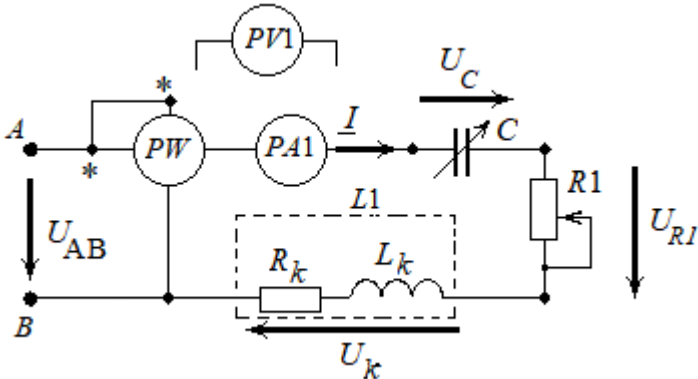 PV1
U_C
*
A
PW
PA1
I
C
*
R1
L1
U_AB
U_R1
R_k
L_k
B
U_k